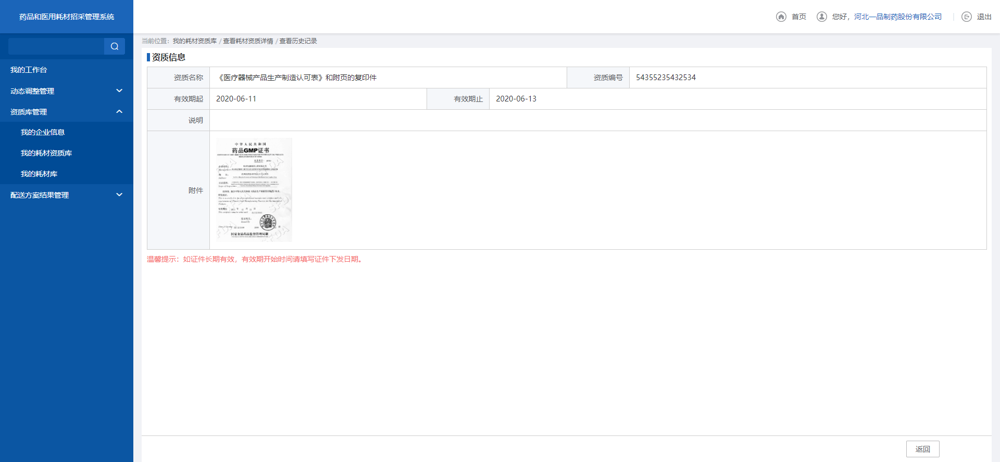 药品和医用耗材招采管理系统
首页
您好，河北一品制药股份有限公司
退出
当前位置：我的耗材资质库 / 查看耗材资质详情 / 查看历史记录
我的工作台
动态调整管理
资质库管理
我的企业信息
我的耗材资质库
我的耗材库
配送方案结果管理
资质信息
资质名称 《医疗器械产品生产制造认可表》和附页的复印件 资质编号 54355235432534
有效期起 2020-06-11 有效期止 2020-06-13
说明
附件
中华人民共和国
药品GMP证书
国家食品药品监督管理局制
温馨提示：如证件长期有效，有效期开始时间请填写证件下发日期。
返回